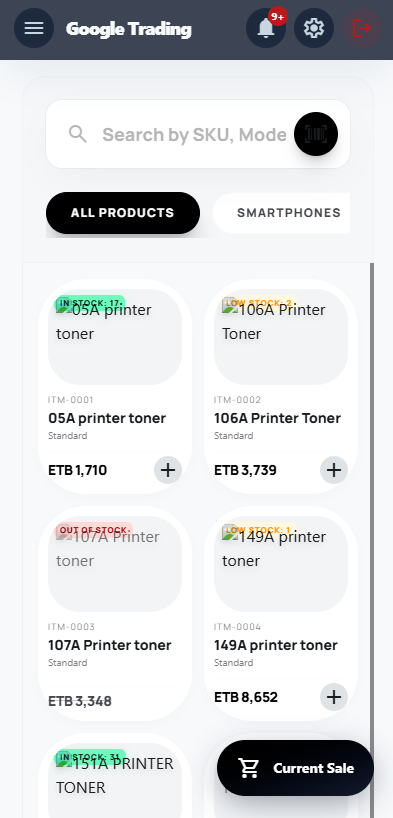 Google Trading
9+
Search by SKU, Mode
ALL PRODUCTS
SMARTPHONES
IN STOCK: 17
05A printer
toner
ITM-0001
05A printer toner
Standard
ETB 1,710
LOW STOCK: 2
106A Printer
Toner
ITM-0002
106A Printer Toner
Standard
ETB 3,739
OUT OF STOCK
107A Printer
toner
ITM-0003
107A Printer toner
Standard
ETB 3,348
LOW STOCK: 1
149A printer
toner
ITM-0004
149A printer toner
Standard
ETB 8,652
IN STOCK: 31
151A PRINTER
TONER
Current Sale